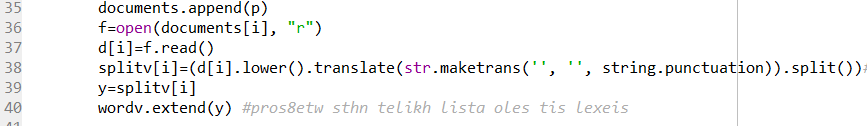 35 documents.append(p)
36 f=open(documents[i], "r")
37 d[i]=f.read()
38 splitv[i]=(d[i].lower().translate(str.maketrans('', '', string.punctuation)).split())#
39 y=splitv[i]
40 wordv.extend(y) #pros8etw sthn telikh lista oles tis lexeis